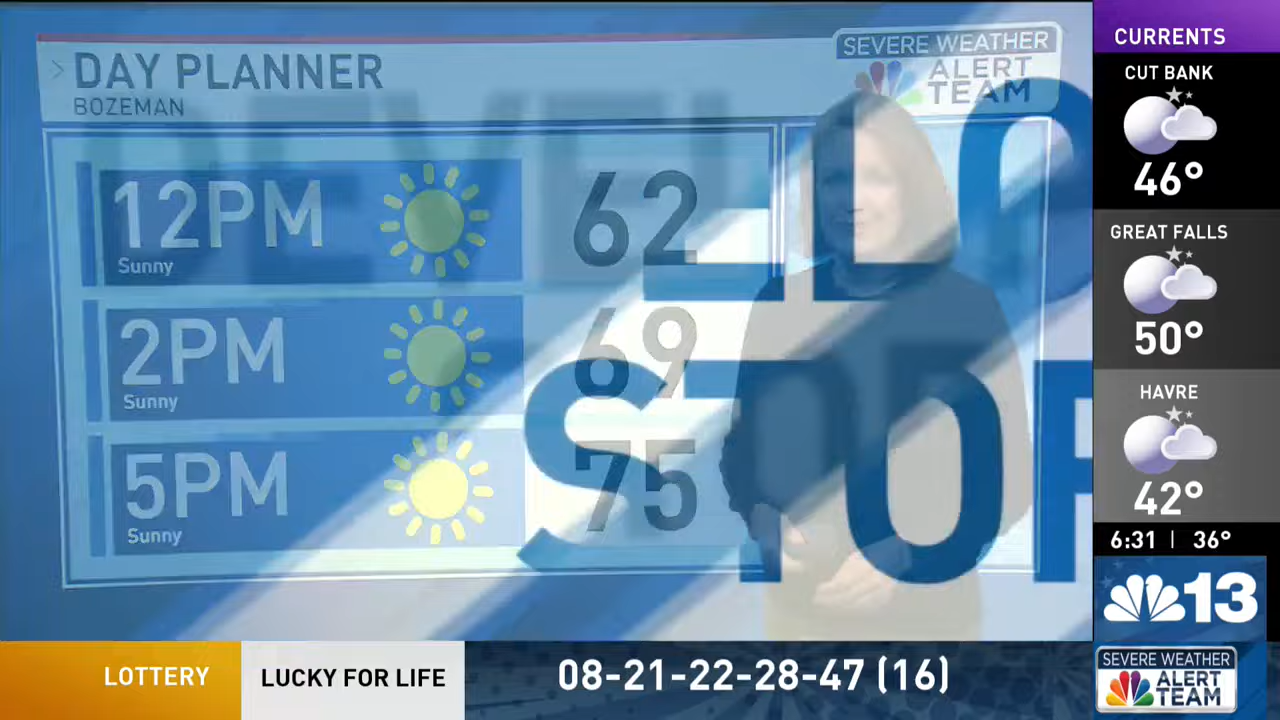 DAY PLANNER
BOZEMAN
SEVERE WEATHER
ALERT
TEAM
12PM
Sunny
62
2PM
Sunny
69
5PM
Sunny
75
CURRENTS
CUT BANK
46°
GREAT FALLS
50°
HAVRE
42°
6:31 | 36°
13
SEVERE WEATHER
ALERT
TEAM
LOTTERY
LUCKY FOR LIFE
08-21-22-28-47 (16)